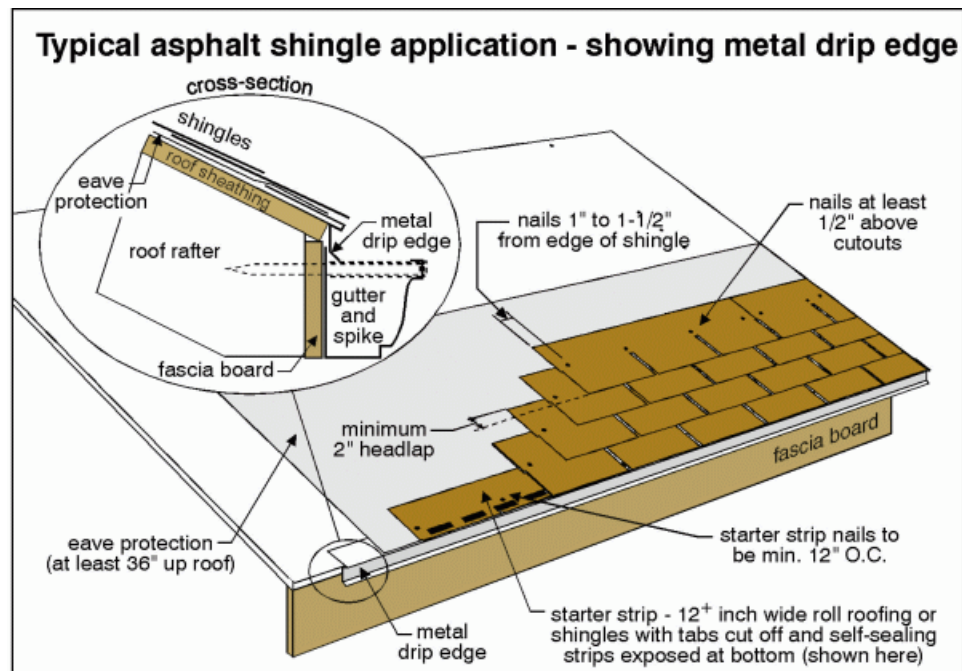 Typical asphalt shingle application - showing metal drip edge
cross-section
shingles
roof sheathing
eave
protection
metal
drip edge
roof rafter
gutter
and
spike
fascia board
nails 1" to 1-1/2"
from edge of shingle
nails at least
1/2" above
cutouts
minimum
2" headlap
fascia board
eave protection
(at least 36" up roof)
starter strip nails to
be min. 12" O.C.
metal
drip edge
starter strip - 12+ inch wide roll roofing or
shingles with tabs cut off and self-sealing
strips exposed at bottom (shown here)